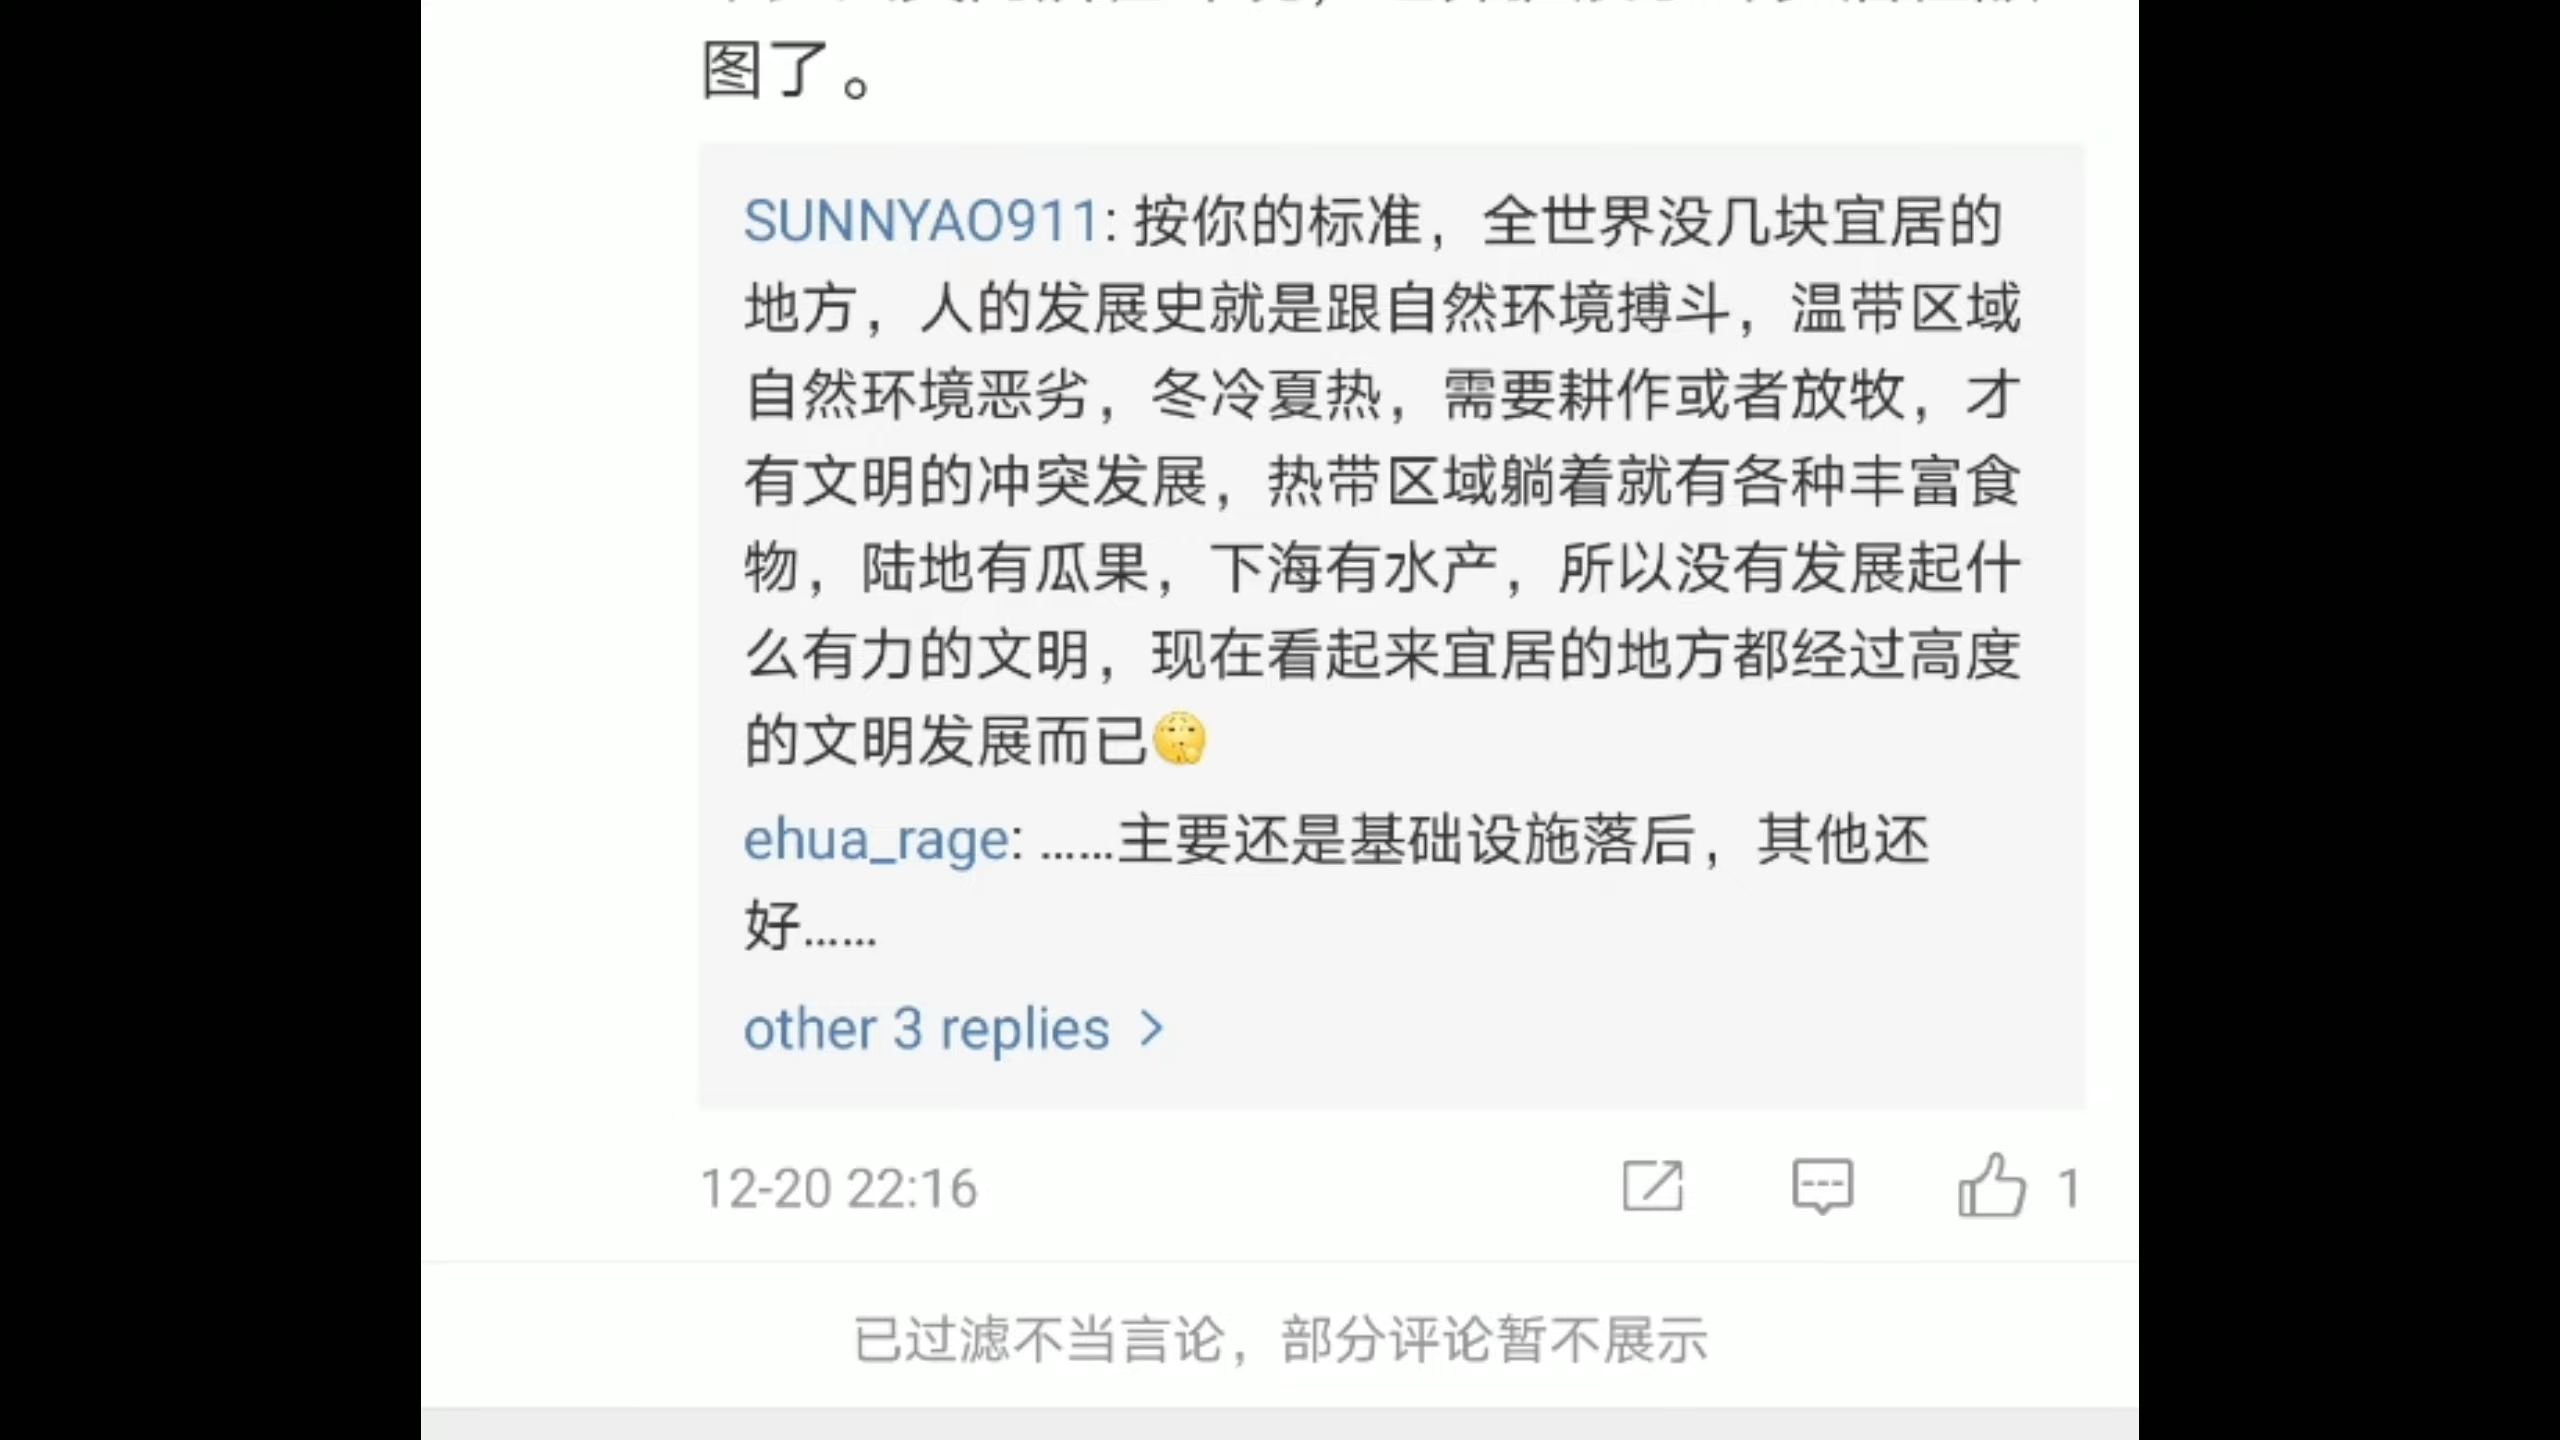 图了。
SUNNYAO911: 按你的标准，全世界没几块宜居的
地方，人的发展史就是跟自然环境搏斗，温带区域
自然环境恶劣，冬冷夏热，需要耕作或者放牧，才
有文明的冲突发展，热带区域躺着就有各种丰富食
物，陆地有瓜果，下海有水产，所以没有发展起什
么有力的文明，现在看起来宜居的地方都经过高度
的文明发展而已
ehua_rage: ……主要还是基础设施落后，其他还
好……
other 3 replies >
12-20 22:16
1
已过滤不当言论，部分评论暂不展示